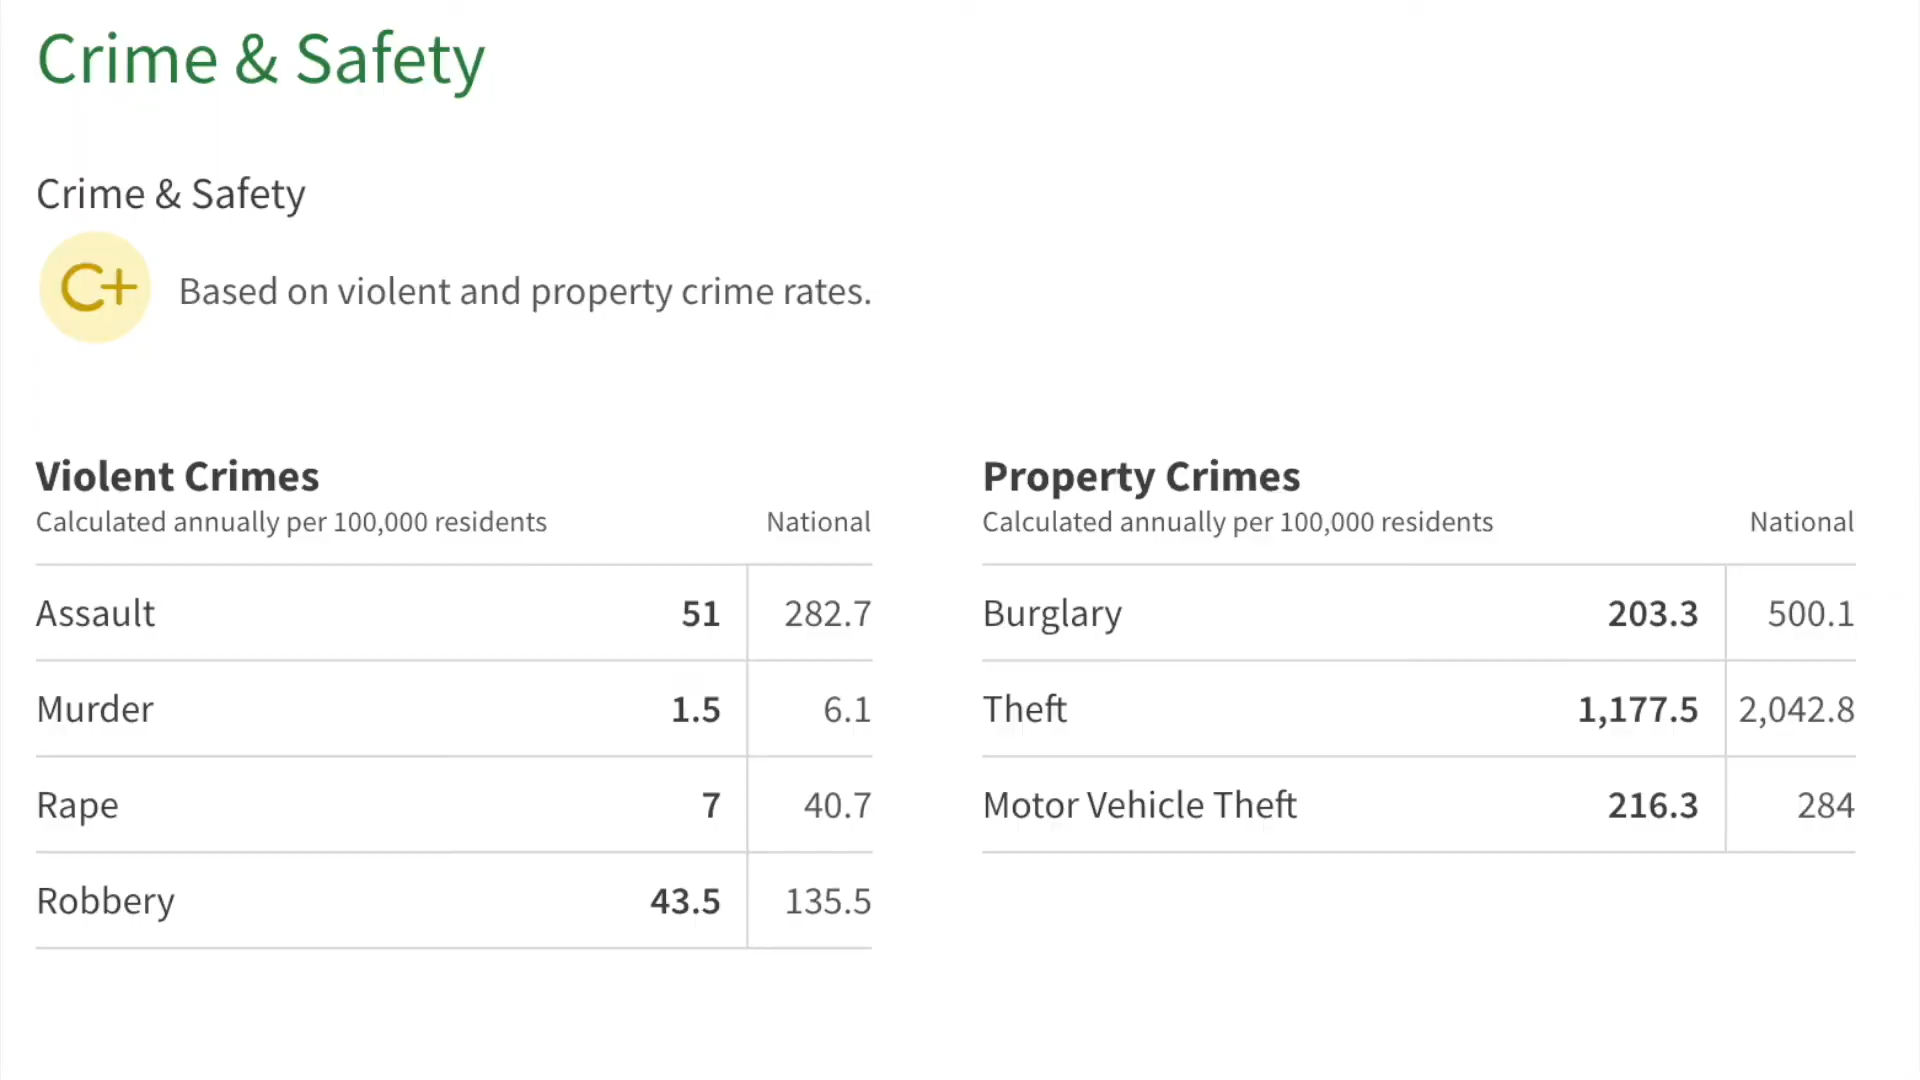 Crime & Safety
Crime & Safety
C+ Based on violent and property crime rates.
Violent Crimes
Calculated annually per 100,000 residents National
Assault 51 282.7
Murder 1.5 6.1
Rape 7 40.7
Robbery 43.5 135.5
Property Crimes
Calculated annually per 100,000 residents National
Burglary 203.3 500.1
Theft 1,177.5 2,042.8
Motor Vehicle Theft 216.3 284